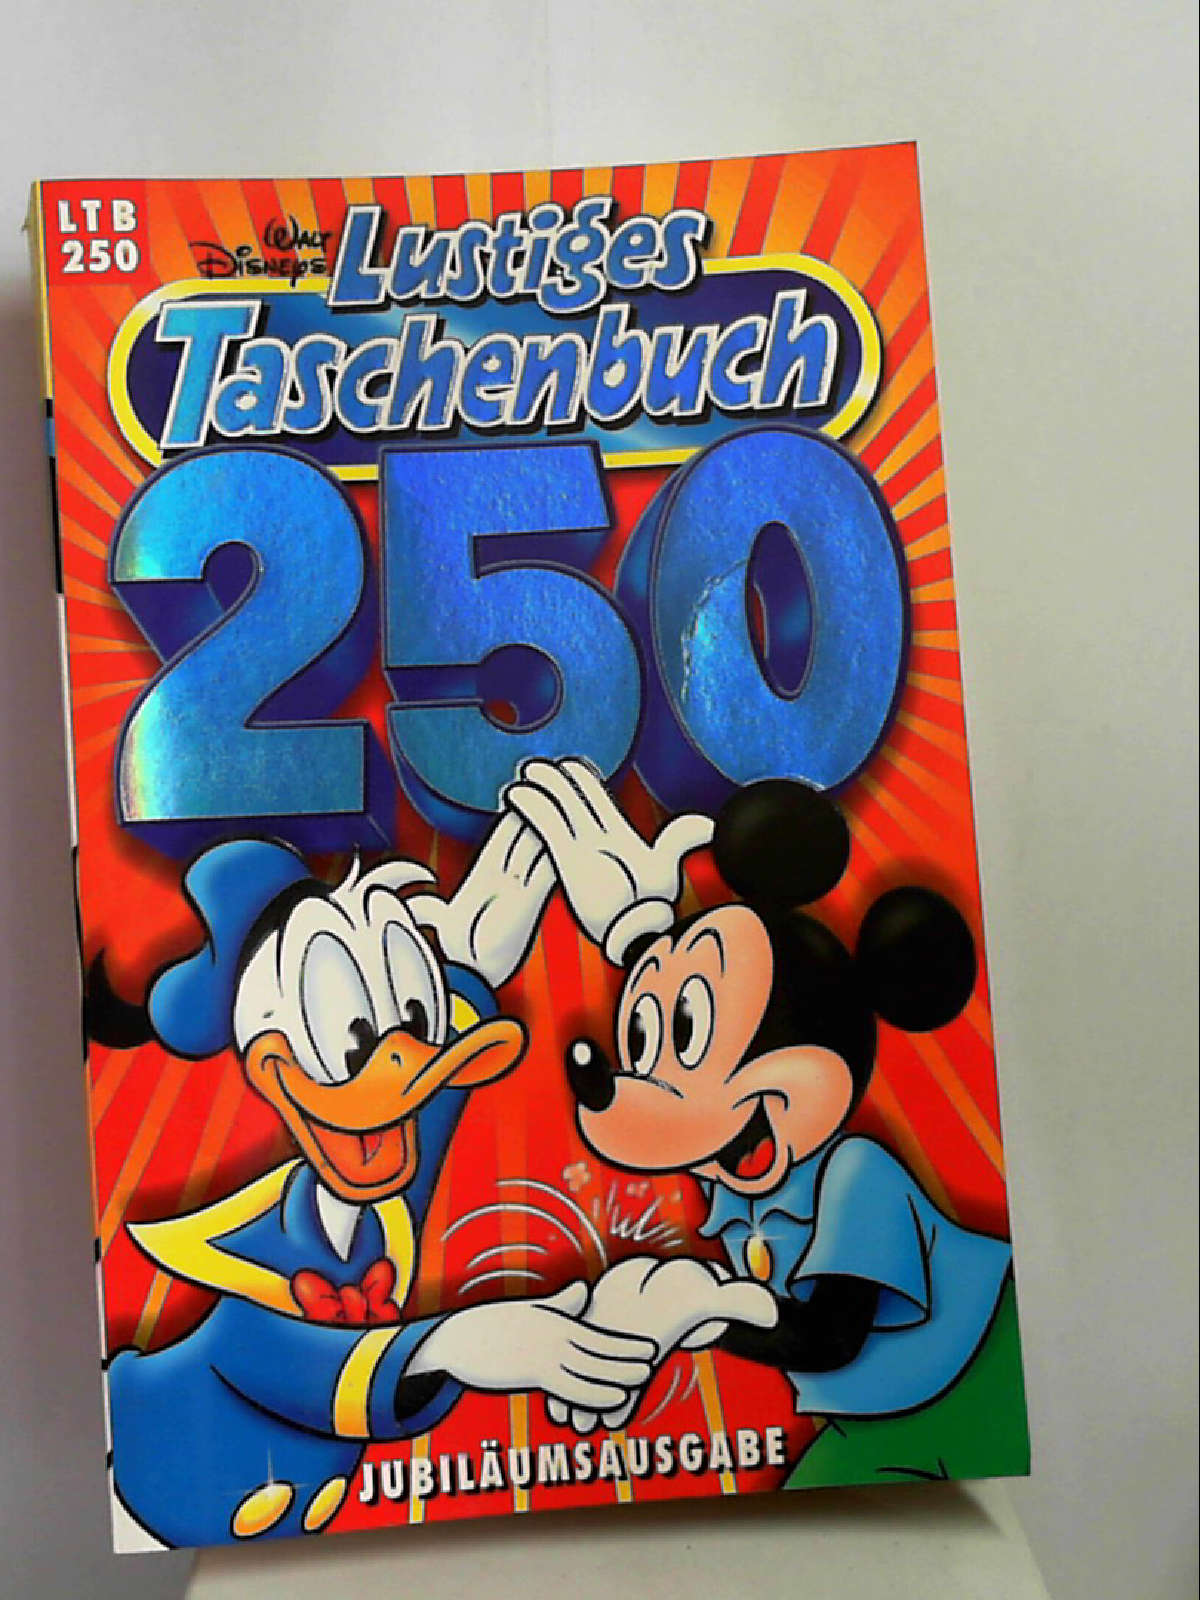 LTB
250
WALT
DISNEYS
Lustiges
Taschenbuch
250
JUBILÄUMSAUSGABE